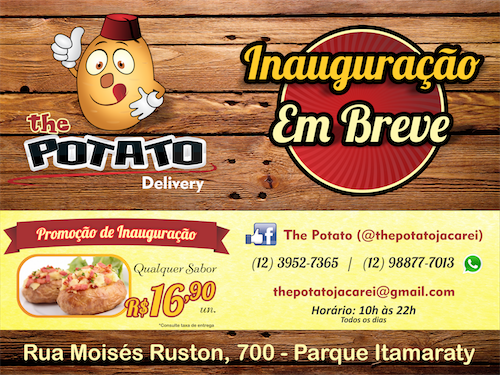 the
POTATO
Delivery
Inauguração
Em Breve
Promoção de Inauguração
Qualquer Sabor
R$16,90
un.
*Consulte taxa de entrega
The Potato (@thepotatojacarei)
(12) 3952-7365 / (12) 98877-7013
thepotatojacarei@gmail.com
Horário: 10h às 22h
Todos os dias
Rua Moisés Ruston, 700 - Parque Itamaraty